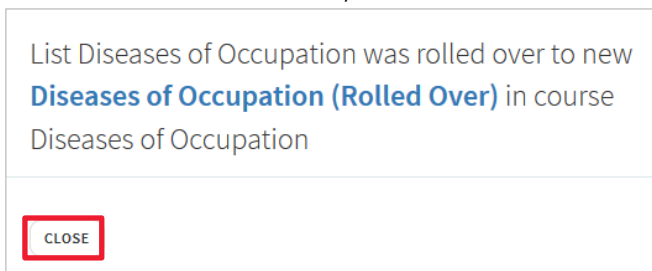 List Diseases of Occupation was rolled over to new
Diseases of Occupation (Rolled Over) in course
Diseases of Occupation
CLOSE